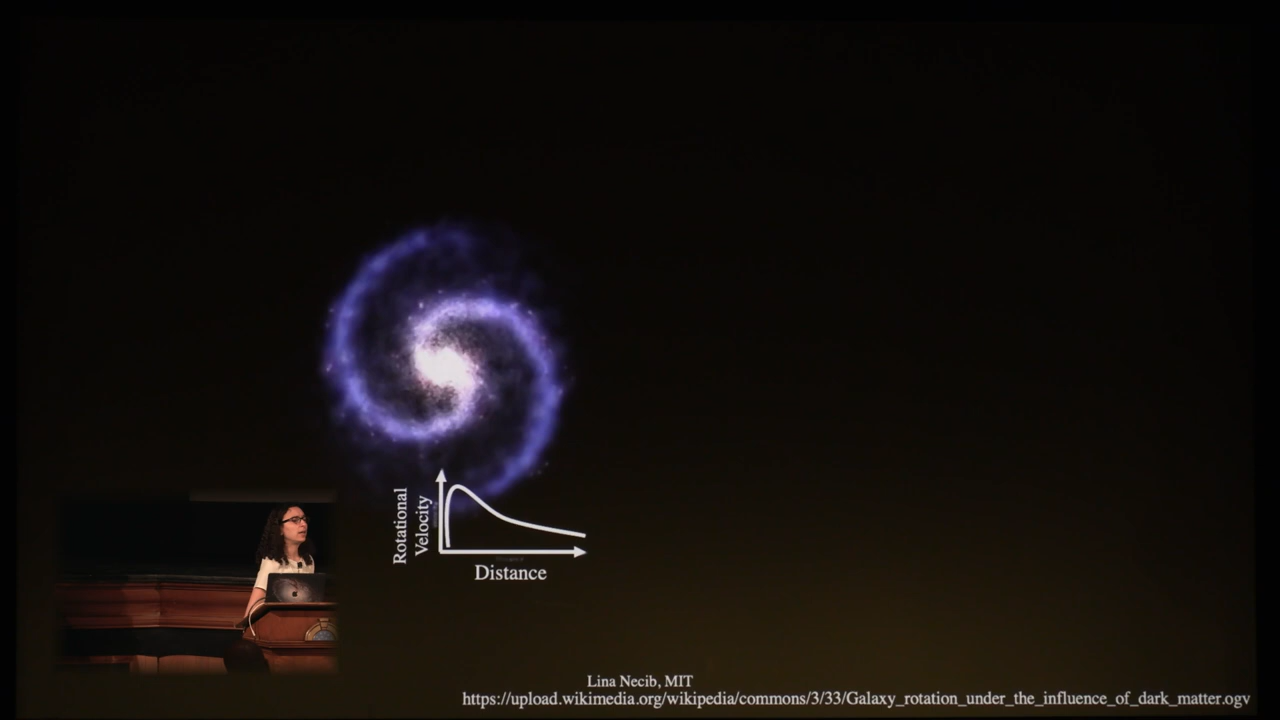 Rotational
Velocity
Distance
Lina Necib, MIT
https://upload.wikimedia.org/wikipedia/commons/3/33/Galaxy_rotation_under_the_influence_of_dark_matter.ogv